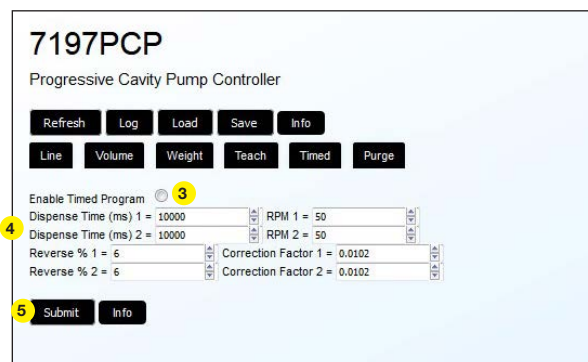 7197PCP
Progressive Cavity Pump Controller
Refresh Log Load Save Info
Line Volume Weight Teach Timed Purge
Enable Timed Program 3
Dispense Time (ms) 1 = 10000 RPM 1 = 50
4
Dispense Time (ms) 2 = 10000 RPM 2 = 50
Reverse % 1 = 6 Correction Factor 1 = 0.0102
Reverse % 2 = 6 Correction Factor 2 = 0.0102
5 Submit Info